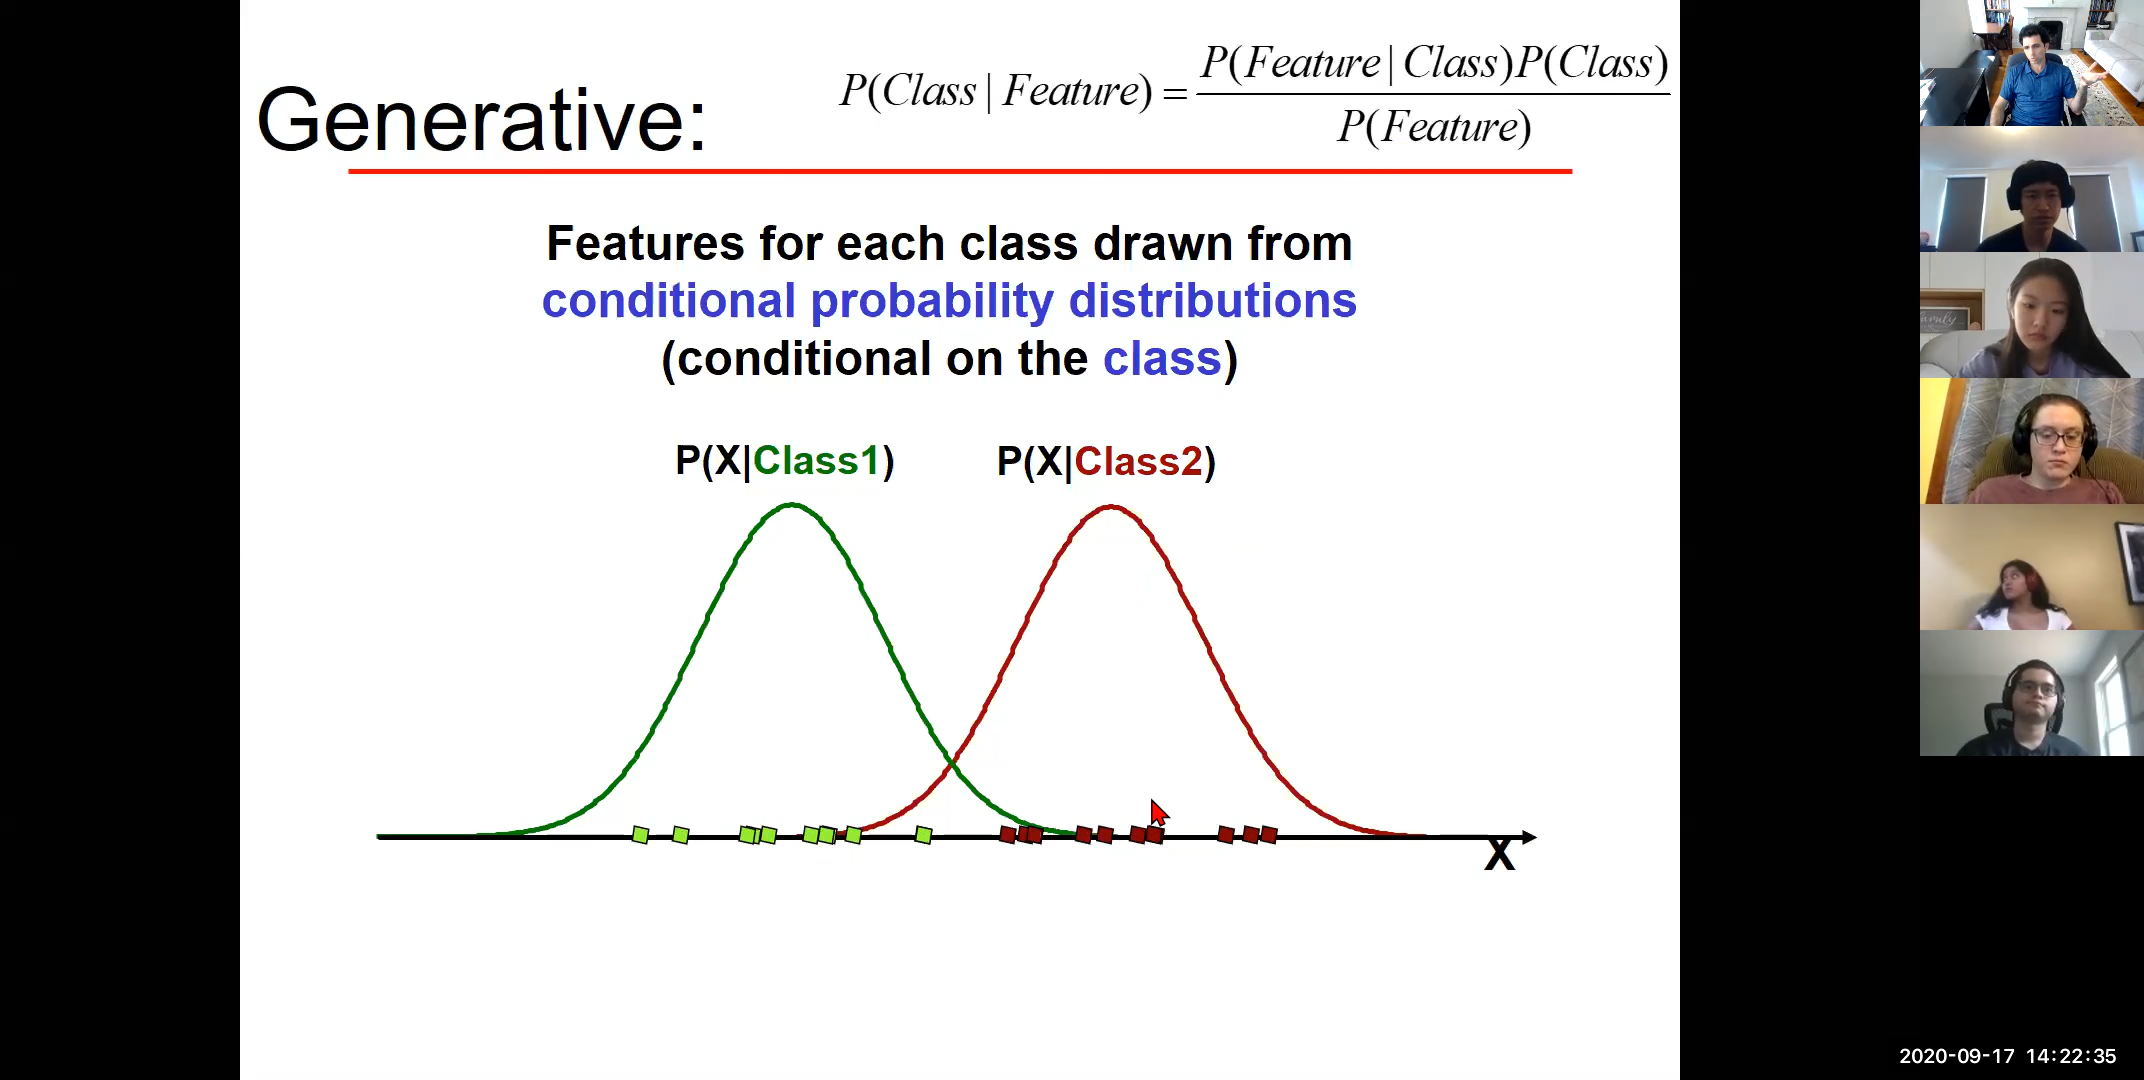 Generative:
P(Class | Feature) = P(Feature | Class)P(Class) / P(Feature)
Features for each class drawn from
conditional probability distributions
(conditional on the class)
P(X|Class1)
P(X|Class2)
X
family
2020-09-17 14:22:35